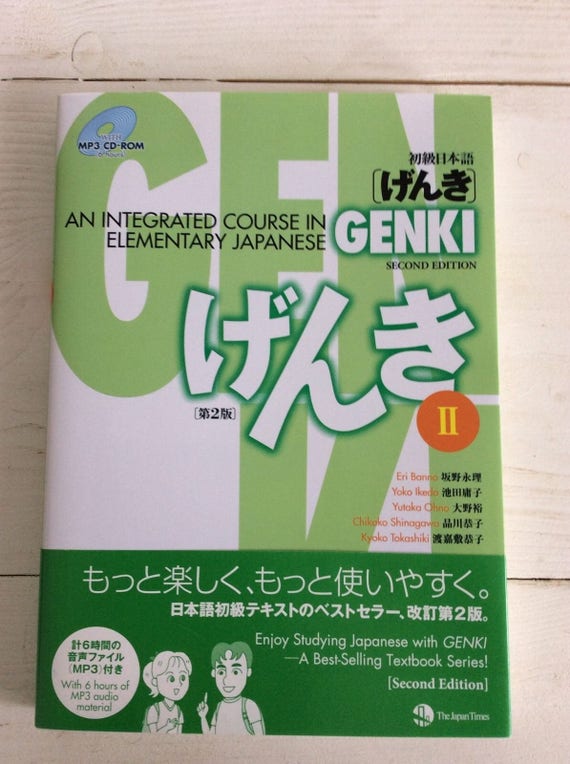 WITH
MP3 CD-ROM
6 hours
初級日本語
[げんき]
AN INTEGRATED COURSE IN
ELEMENTARY JAPANESE
GENKI
SECOND EDITION
GENKI
げんき
[第2版]
II
Eri Banno 坂野永理
Yoko Ikeda 池田庸子
Yutaka Ohno 大野裕
Chikako Shinagawa 品川恭子
Kyoko Tokashiki 渡嘉敷恭子
もっと楽しく、もっと使いやすく。
日本語初級テキストのベストセラー、改訂第2版。
計6時間の
音声ファイル
(MP3)付き
With 6 hours of
MP3 audio
material
Enjoy Studying Japanese with GENKI
—A Best-Selling Textbook Series!
[Second Edition]
The Japan Times